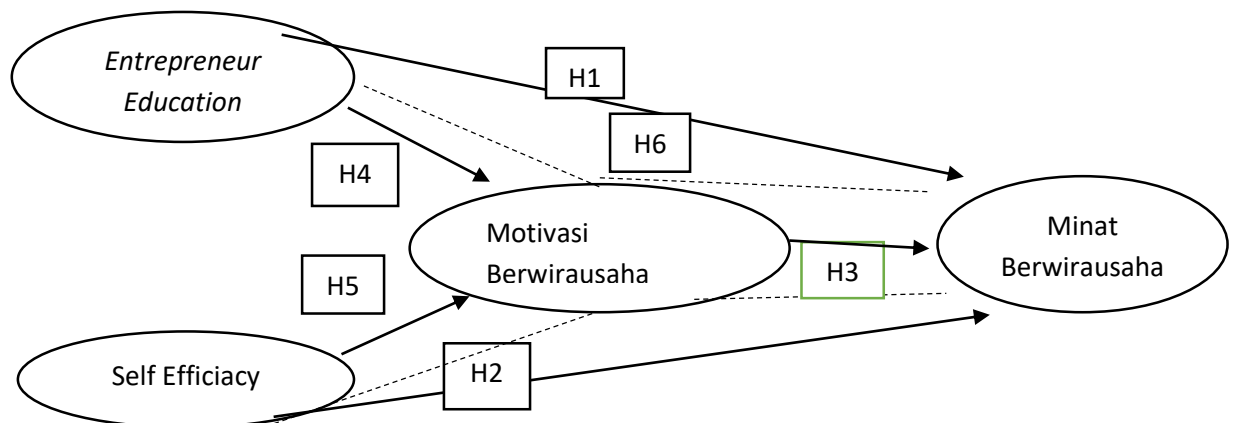 Entrepreneur
Education
H1
H6
H4
Motivasi
Berwirausaha
Minat
Berwirausaha
H3
H5
Self Efficiacy
H2